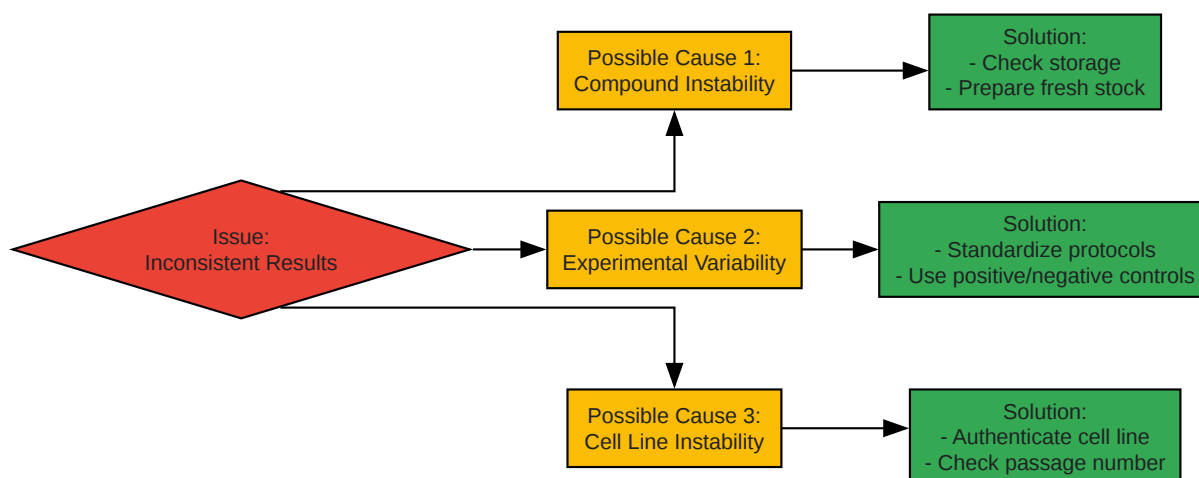 Issue:
Inconsistent Results
Possible Cause 1:
Compound Instability
Solution:
- Check storage
- Prepare fresh stock
Possible Cause 2:
Experimental Variability
Solution:
- Standardize protocols
- Use positive/negative controls
Possible Cause 3:
Cell Line Instability
Solution:
- Authenticate cell line
- Check passage number